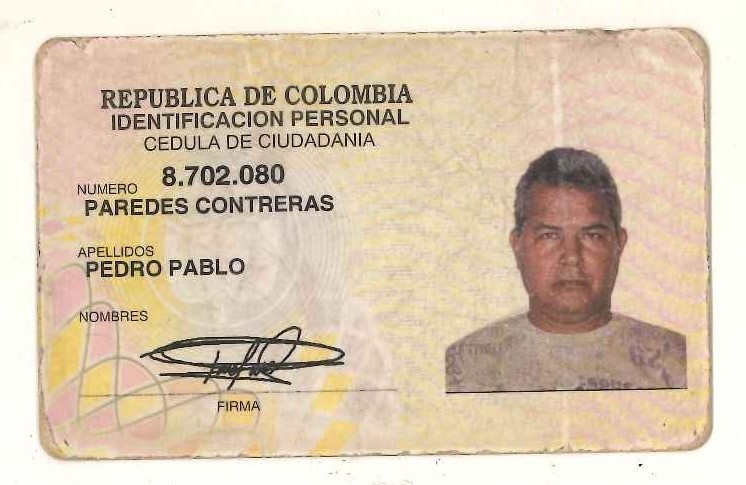 REPUBLICA DE COLOMBIA
IDENTIFICACION PERSONAL
CEDULA DE CIUDADANIA
NUMERO 8.702.080
PAREDES CONTRERAS
APELLIDOS
PEDRO PABLO
NOMBRES
FIRMA